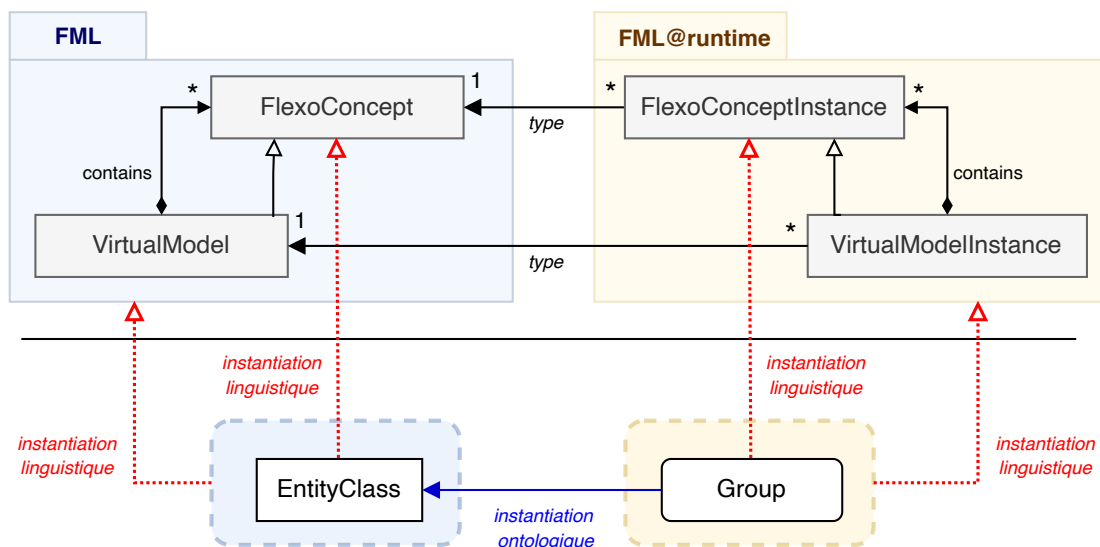 FML
FML@runtime
*
FlexoConcept
1
type
*
FlexoConceptInstance
*
contains
contains
VirtualModel
1
type
*
VirtualModelInstance
instantiation
linguistique
instantiation
linguistique
instantiation
linguistique
instantiation
linguistique
EntityClass
Group
instantiation
ontologique